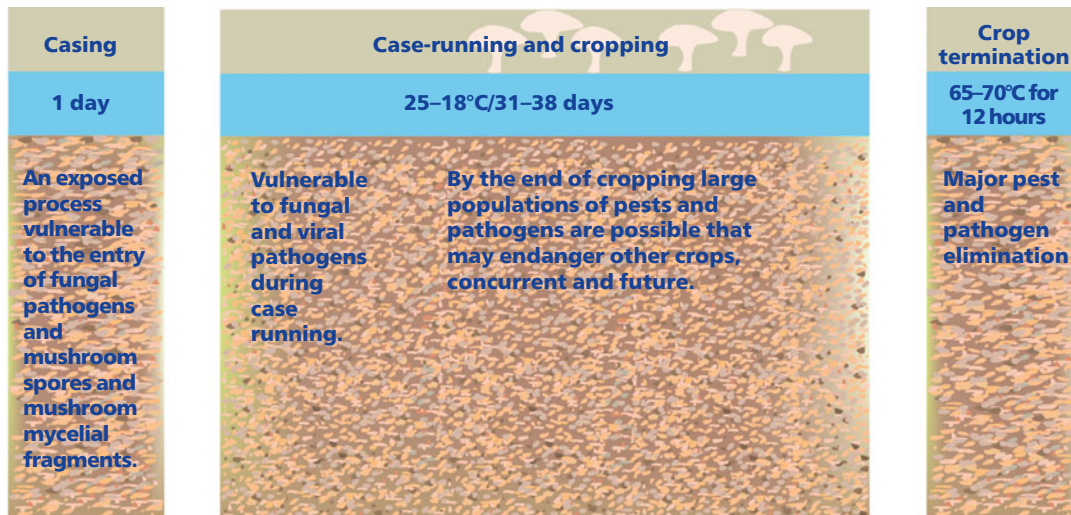 Casing
1 day
An exposed
process
vulnerable
to the entry
of fungal
pathogens
and
mushroom
spores and
mushroom
mycelial
fragments.
Case-running and cropping
25–18°C/31–38 days
Vulnerable
to fungal
and viral
pathogens
during
case
running.
By the end of cropping large
populations of pests and
pathogens are possible that
may endanger other crops,
concurrent and future.
Crop
termination
65–70°C for
12 hours
Major pest
and
pathogen
elimination